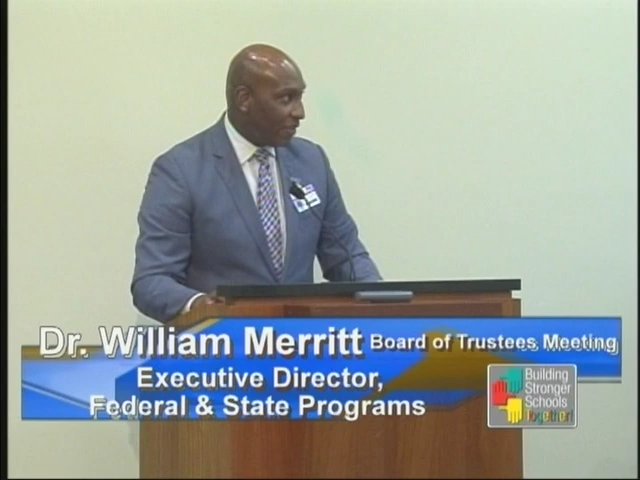 Dr. William Merritt
Board of Trustees Meeting
Executive Director,
Federal & State Programs
Building
Stronger
Schools
Together!